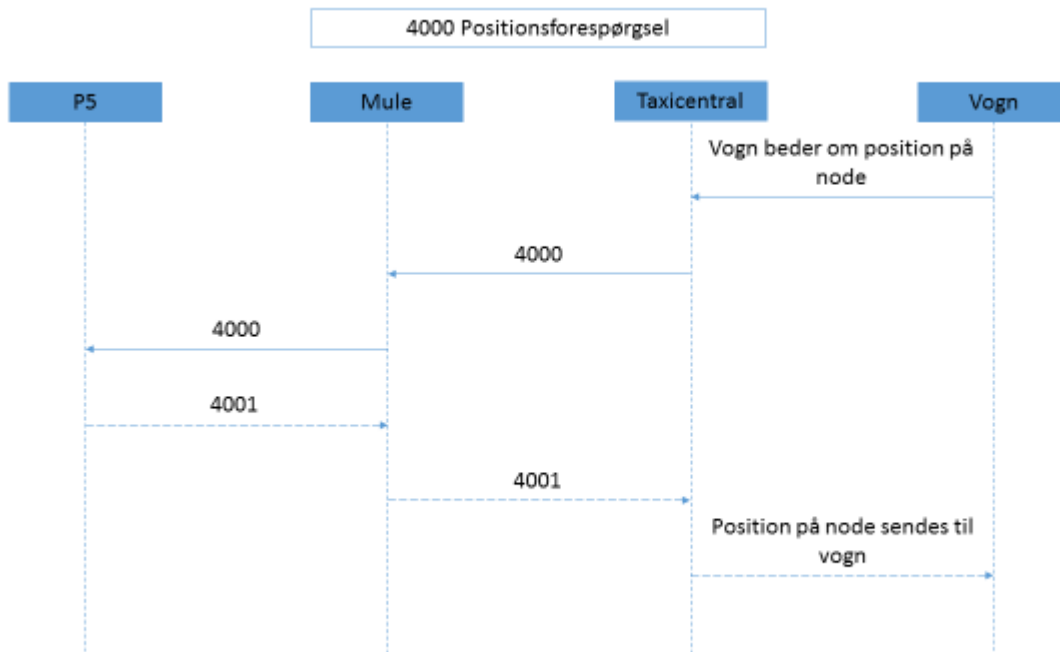 4000 Positionsforespørgsel
P5
Mule
Taxicentral
Vogn
Vogn beder om position på
node
4000
4000
4001
4001
Position på node sendes til
vogn